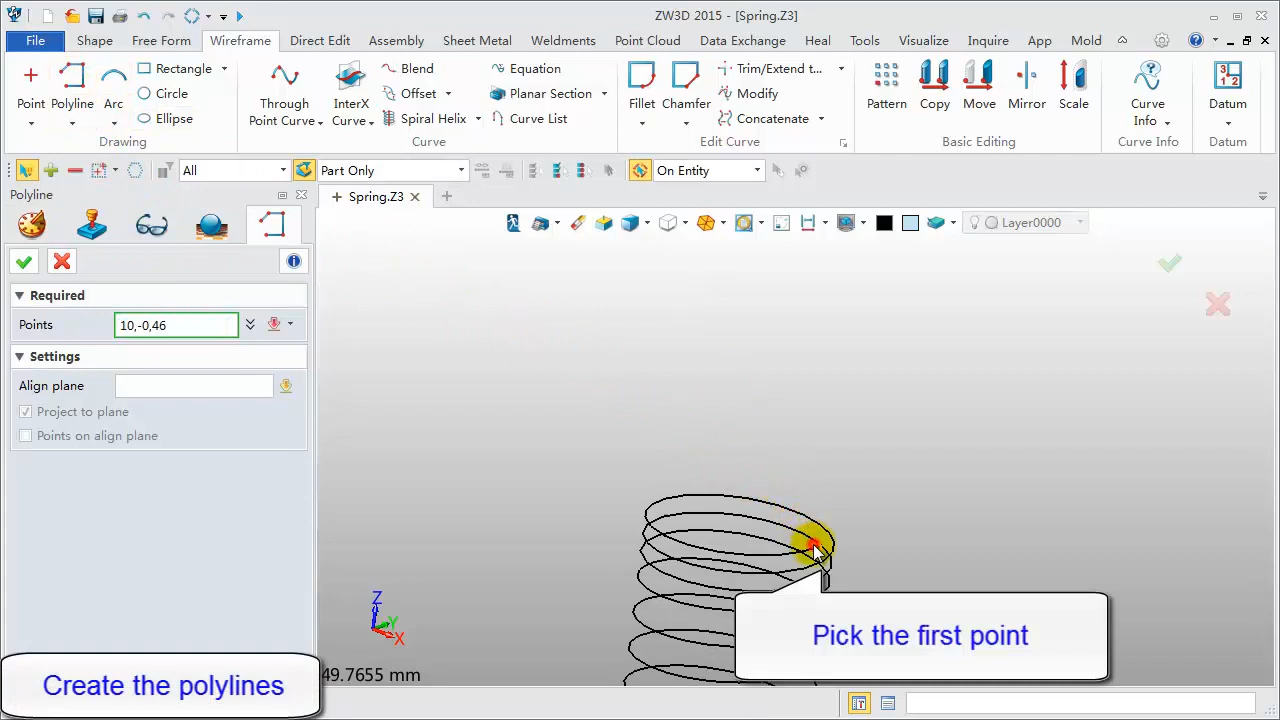 ZW3D 2015 - [Spring.Z3]
File Shape Free Form Wireframe Direct Edit Assembly SheetMetal Weldments Point Cloud Data Exchange Heal Tools Visualize Inquire App Mold
Point Polyline Arc Rectangle Circle Ellipse
Through Point Curve InterX Curve Blend Offset Spiral Helix Equation Planar Section Curve List
Fillet Chamfer Trim/Extend t... Modify Concatenate
Pattern Copy Move Mirror Scale Curve Info Datum
Drawing Curve Edit Curve Basic Editing Curve Info Datum
All Part Only On Entity
Polyline
Spring.Z3
Layer0000
Required
Points 10,-0,46
Settings
Align plane
Project to plane
Points on align plane
Z
Y
X
49.7655 mm
Pick the first point
Create the polylines